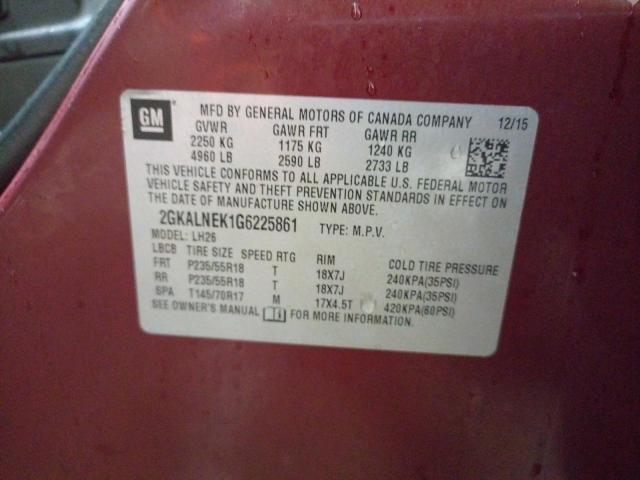 GM
MFD BY GENERAL MOTORS OF CANADA COMPANY 12/15
GVWR GAWR FRT GAWR RR
2250 KG 1175 KG 1240 KG
4960 LB 2590 LB 2733 LB
THIS VEHICLE CONFORMS TO ALL APPLICABLE U.S. FEDERAL MOTOR
VEHICLE SAFETY AND THEFT PREVENTION STANDARDS IN EFFECT ON
THE DATE OF MANUFACTURE SHOWN ABOVE.
2GKALNEK1G6225861 TYPE: M.P.V.
MODEL: LH26
LBCB TIRE SIZE SPEED RTG RIM COLD TIRE PRESSURE
FRT P235/55R18 T 18X7J 240KPA(35PSI)
RR P235/55R18 T 18X7J 240KPA(35PSI)
SPA T145/70R17 M 17X4.5T 420KPA(60PSI)
SEE OWNER'S MANUAL FOR MORE INFORMATION.